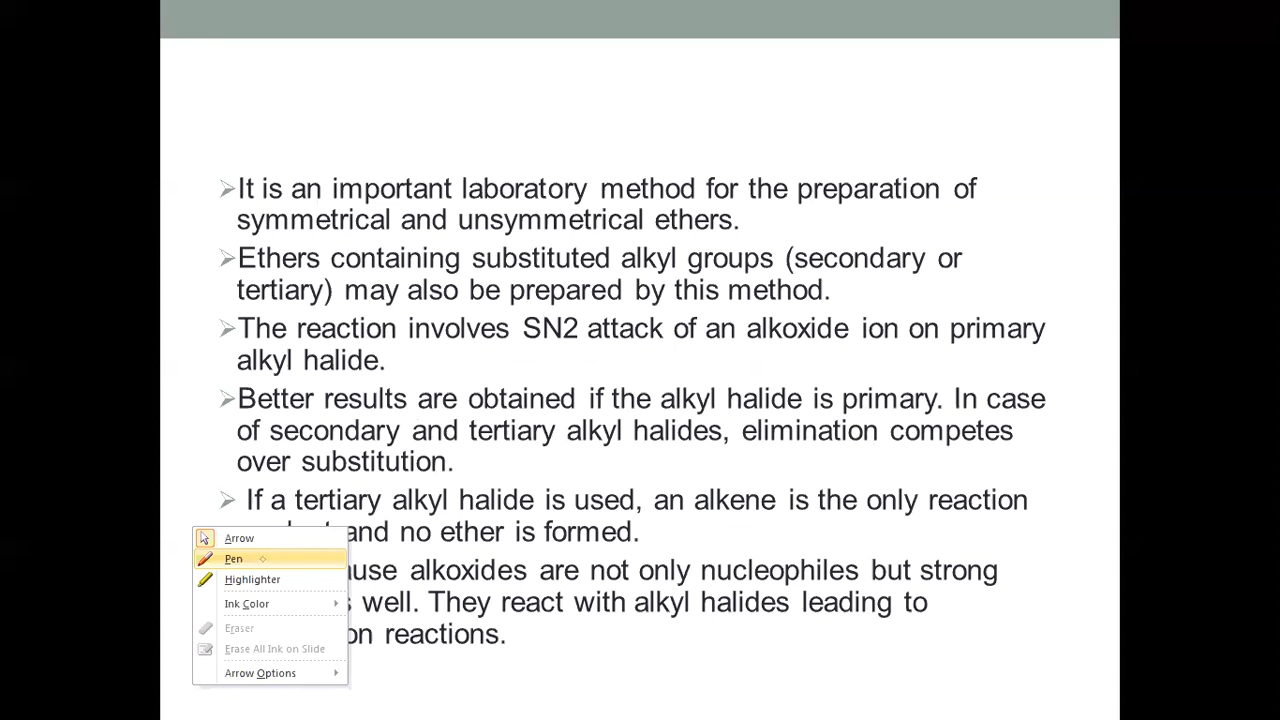 It is an important laboratory method for the preparation of
symmetrical and unsymmetrical ethers.
Ethers containing substituted alkyl groups (secondary or
tertiary) may also be prepared by this method.
The reaction involves SN2 attack of an alkoxide ion on primary
alkyl halide.
Better results are obtained if the alkyl halide is primary. In case
of secondary and tertiary alkyl halides, elimination competes
over substitution.
If a tertiary alkyl halide is used, an alkene is the only reaction
and no ether is formed.
alkoxides are not only nucleophiles but strong
well. They react with alkyl halides leading to
reactions.
Arrow
Pen
Highlighter
Ink Color
Eraser
Erase All Ink on Slide
Arrow Options